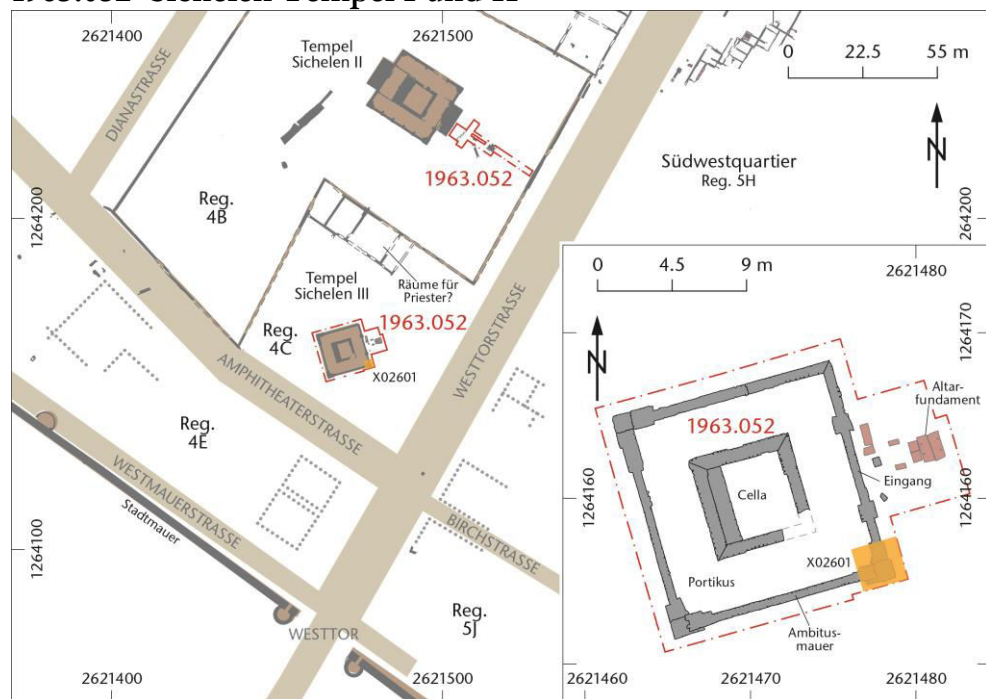 2621400
2621500
Tempel
Sichelen II
0
22.5
55 m
DIANASTRASSE
N
1963.052
Südwestquartier
Reg. 5H
Reg.
4B
1264200
1264200
Tempel
Sichelen III
Räume für
Priester?
1963.052
WESTTORSTRASSE
Reg.
4C
X02601
AMPHITHEATERSTRASSE
Reg.
4E
WESTMAUERSTRASSE
Stadtmauer
1264100
BIRCHSTRASSE
Reg.
5J
WESTTOR
2621400
2621500
0
4.5
9 m
2621480
N
1264170
1963.052
Altar-
fundament
Cella
Eingang
1264160
1264160
X02601
Portikus
Ambitus-
mauer
2621460
2621470
2621480